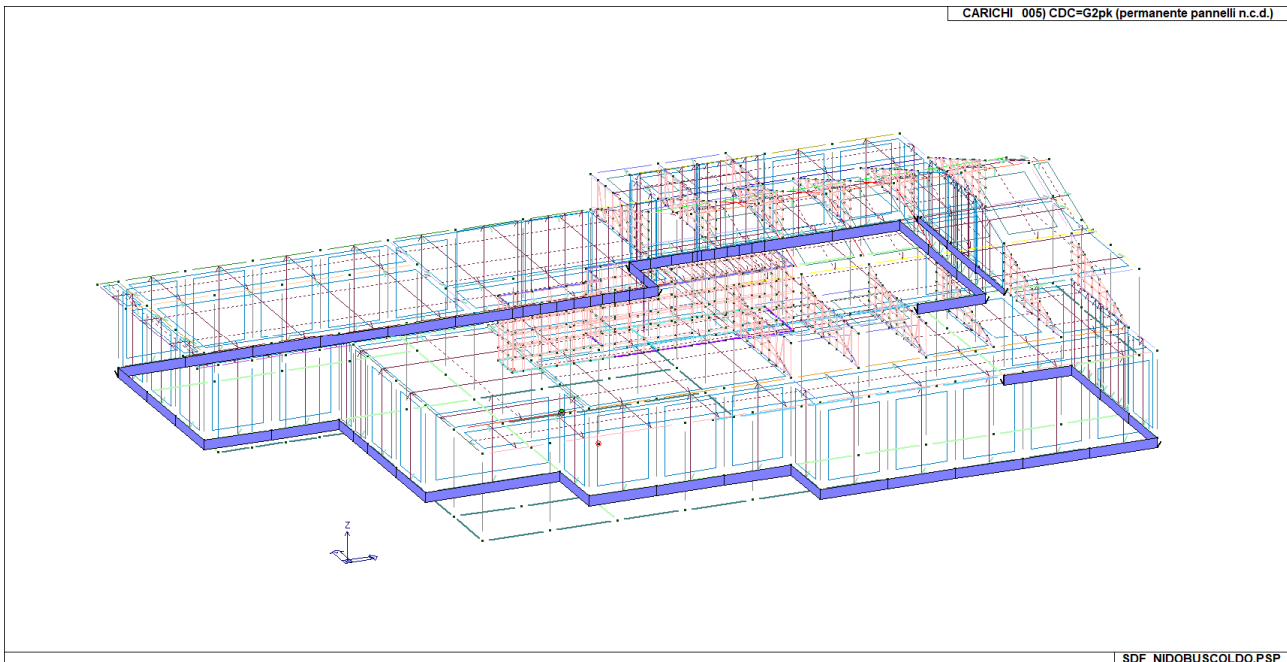 CARICHI 005) CDC=G2pk (permanente pannelli n.c.d.)
Z
SDF_NIDOBUSCOLDO.PSP